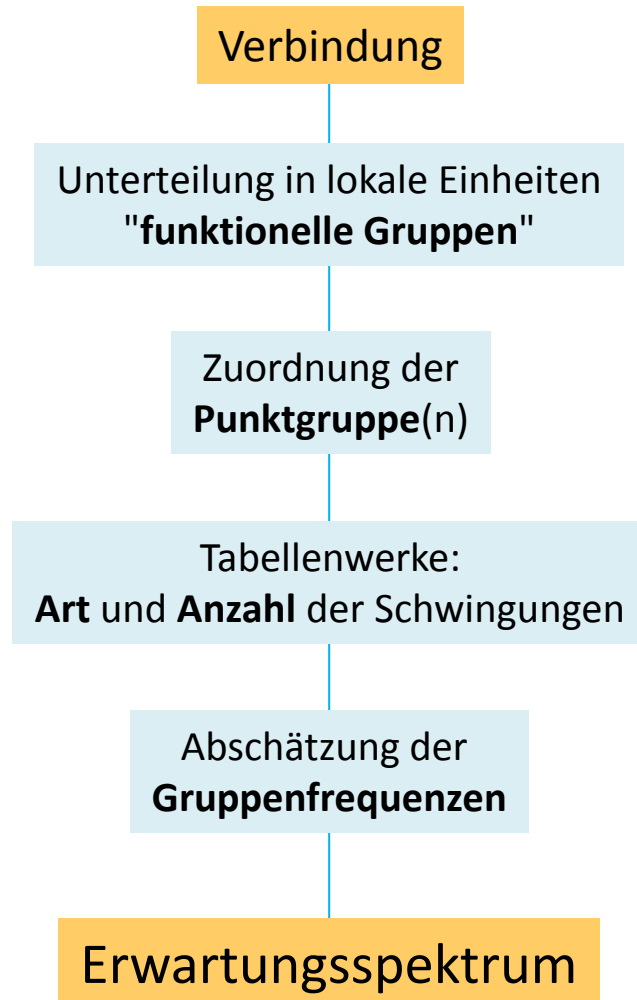 Verbindung
Unterteilung in lokale Einheiten
"funktionelle Gruppen"
Zuordnung der
Punktgruppe(n)
Tabellenwerke:
Art und Anzahl der Schwingungen
Abschätzung der
Gruppenfrequenzen
Erwartungsspektrum